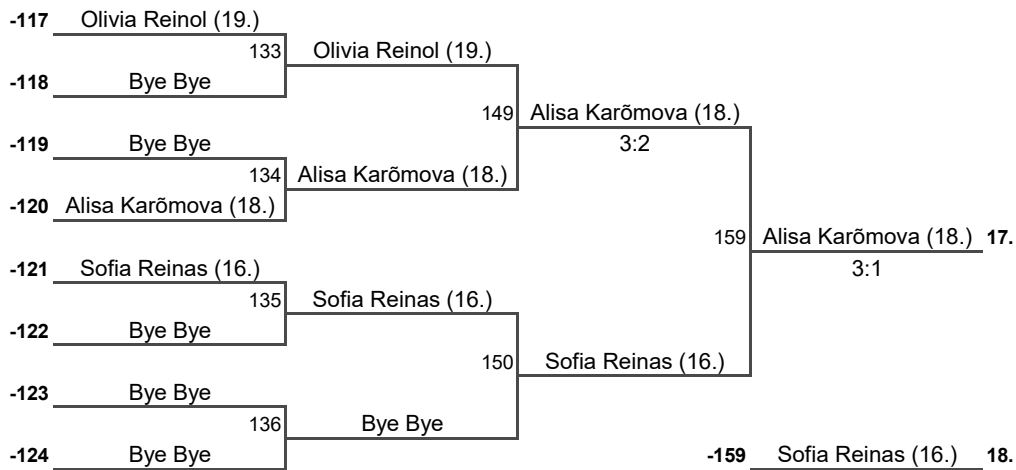 -117 Olivia Reinol (19.)
133 Olivia Reinol (19.)
-118 Bye Bye
149 Alisa Karõmova (18.)
3:2
-119 Bye Bye
134 Alisa Karõmova (18.)
-120 Alisa Karõmova (18.)
159 Alisa Karõmova (18.) 17.
3:1
-121 Sofia Reinas (16.)
135 Sofia Reinas (16.)
-122 Bye Bye
150 Sofia Reinas (16.)
-123 Bye Bye
136 Bye Bye
-124 Bye Bye
-159 Sofia Reinas (16.) 18.